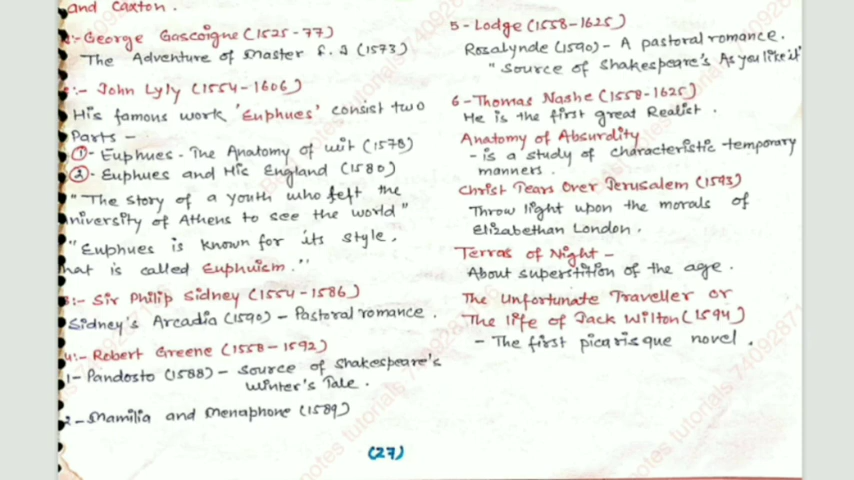 and Caxton.
1:- George Gascoigne (1525-77)
The Adventure of Master F. J (1573)
2:- John Lyly (1554-1606)
His famous work 'Euphues' consist two
Parts -
① - Euphues - The Anatomy of wit (1578)
② - Euphues and His England (1580)
"The story of a youth who left the
university of Athens to see the world"
"Euphues is known for its style,
that is called Euphuism."
3:- Sir Philip Sidney (1554-1586)
Sidney's Arcadia (1590) - Pastoral romance.
4:- Robert Greene (1558-1592)
1- Pandosto (1588) - source of Shakespeare's
Winter's Tale.
2- Mamilia and Menaphone (1589)
5- Lodge (1558-1625)
Rosalynde (1590) - A pastoral romance.
"Source of Shakespeare's As you like it"
6- Thomas Nashe (1558-1625)
He is the first great Realist.
Anatomy of Absurdity
- is a study of characteristic temporary
manners.
Christ Tears Over Jerusalem (1593)
Throw light upon the morals of
Elizabethan London.
Terras of Night -
About superstition of the age.
The Unfortunate Traveller or
The life of Jack Wilton (1594)
- The first picarisque novel.
(27)